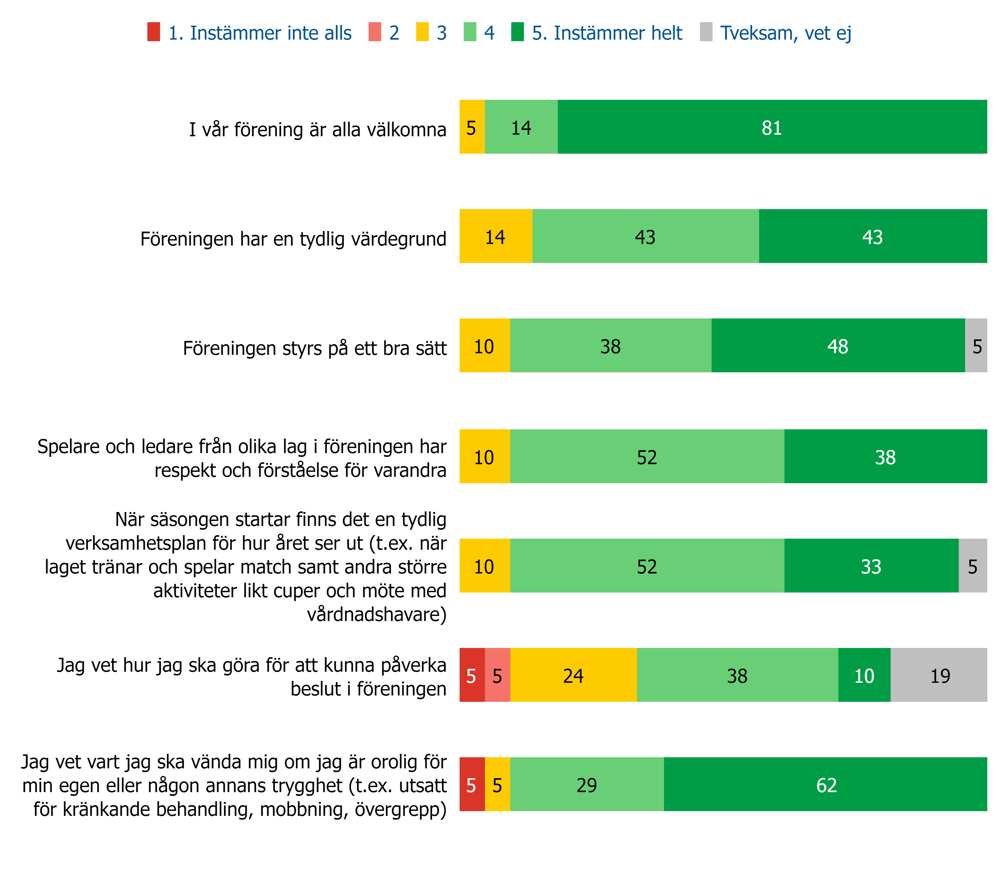 1. Instämmer inte alls 2 3 4 5. Instämmer helt Tveksam, vet ej
I vår förening är alla välkomna
5 14 81
Föreningen har en tydlig värdegrund
14 43 43
Föreningen styrs på ett bra sätt
10 38 48 5
Spelare och ledare från olika lag i föreningen har
respekt och förståelse för varandra
10 52 38
När säsongen startar finns det en tydlig
verksamhetsplan för hur året ser ut (t.ex. när
laget tränar och spelar match samt andra större
aktiviteter likt cuper och möte med
vårdnadshavare)
10 52 33 5
Jag vet hur jag ska göra för att kunna påverka
beslut i föreningen
5 5 24 38 10 19
Jag vet vart jag ska vända mig om jag är orolig för
min egen eller någon annans trygghet (t.ex. utsatt
för kränkande behandling, mobbning, övergrepp)
5 5 29 62